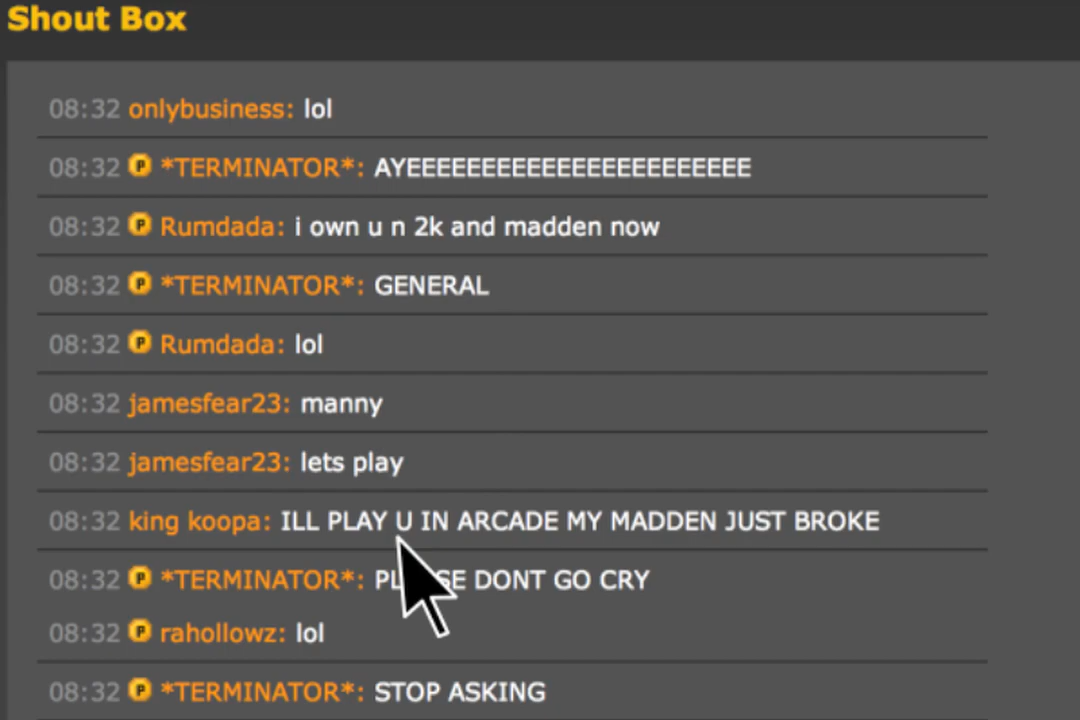 Shout Box
08:32 onlybusiness: lol
08:32 P *TERMINATOR*: AYEEEEEEEEEEEEEEEEEEEEEEE
08:32 P Rumdada: i own u n 2k and madden now
08:32 P *TERMINATOR*: GENERAL
08:32 P Rumdada: lol
08:32 jamesfear23: manny
08:32 jamesfear23: lets play
08:32 king koopa: ILL PLAY U IN ARCADE MY MADDEN JUST BROKE
08:32 P *TERMINATOR*: DONT GO CRY
08:32 P rahollowz: lol
08:32 P *TERMINATOR*: STOP ASKING